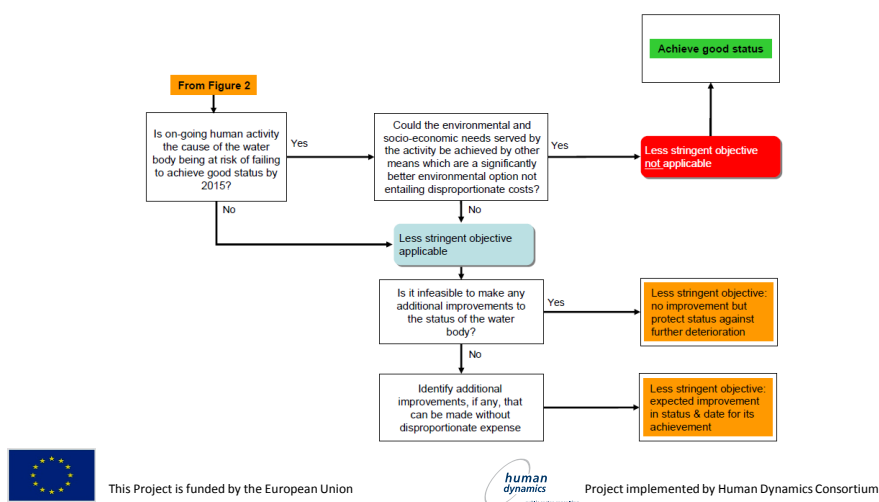 Achieve good status
From Figure 2
Is on-going human activity
the cause of the water
body being at risk of failing
to achieve good status by
2015?
Yes
Could the environmental and
socio-economic needs served by
the activity be achieved by other
means which are a significantly
better environmental option not
entailing disproportionate costs?
Yes
Less stringent objective
not applicable
No
No
Less stringent objective
applicable
Is it infeasible to make any
additional improvements to
the status of the water
body?
Yes
Less stringent objective:
no improvement but
protect status against
further deterioration
No
Identify additional
improvements, if any, that
can be made without
disproportionate expense
Less stringent objective:
expected improvement
in status & date for its
achievement
This Project is funded by the European Union
human
dynamics
Project implemented by Human Dynamics Consortium